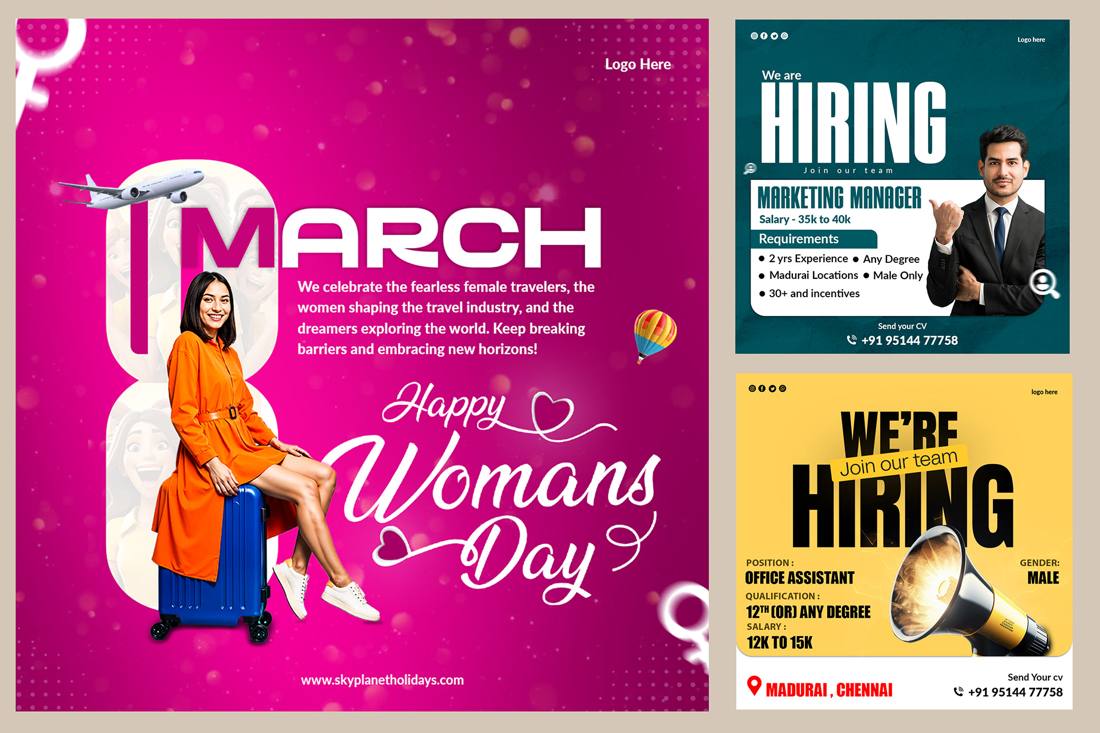 Logo Here
8 MARCH
We celebrate the fearless female travelers, the
women shaping the travel industry, and the
dreamers exploring the world. Keep breaking
barriers and embracing new horizons!
Happy
Womans
Day
www.skyplanetholidays.com
Logo here
We are
HIRING
Join our team
MARKETING MANAGER
Salary - 35k to 40k
Requirements
● 2 yrs Experience ● Any Degree
● Madurai Locations ● Male Only
● 30+ and incentives
Send your CV
+91 95144 77758
logo here
WE'RE
Join our team
HIRING
POSITION :
OFFICE ASSISTANT
GENDER:
MALE
QUALIFICATION :
12TH (OR) ANY DEGREE
SALARY :
12K TO 15K
MADURAI , CHENNAI
Send Your cv
+91 95144 77758